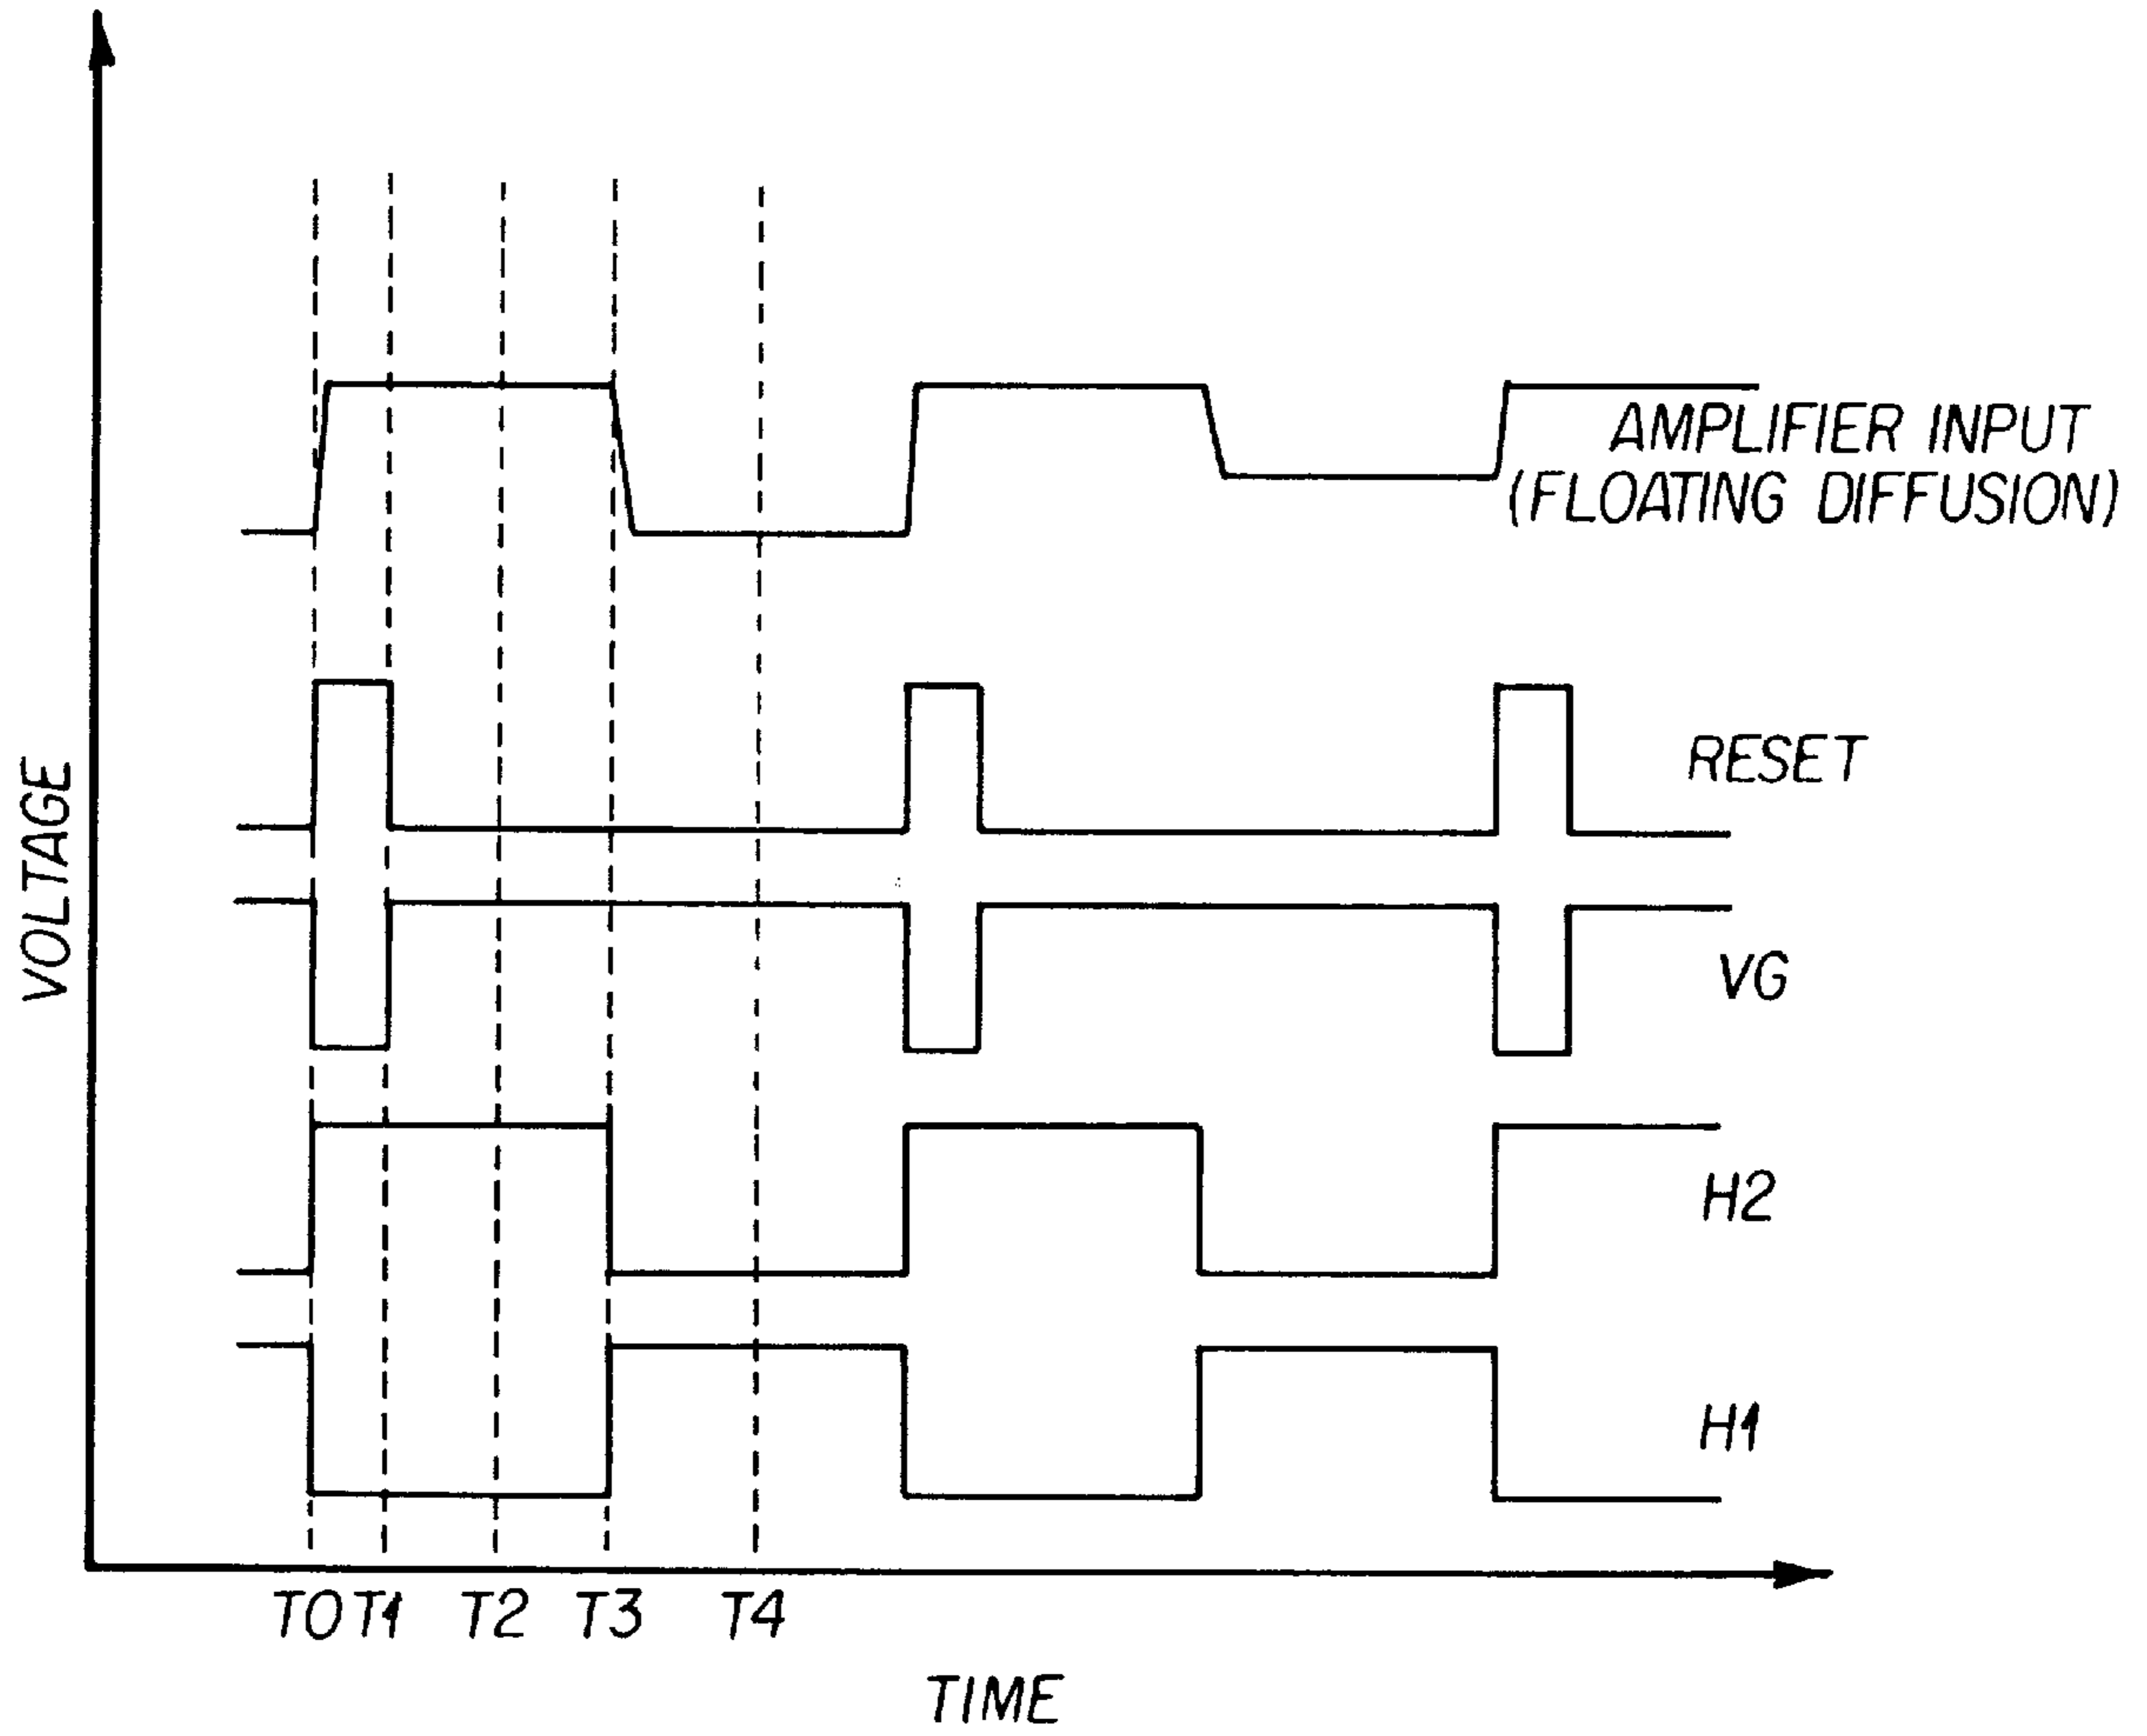 AMPLIFIER INPUT
(FLOATING DIFFUSION)
RESET
VOLTAGE
VG
H2
H1
T0 T1 T2 T3 T4
TIME